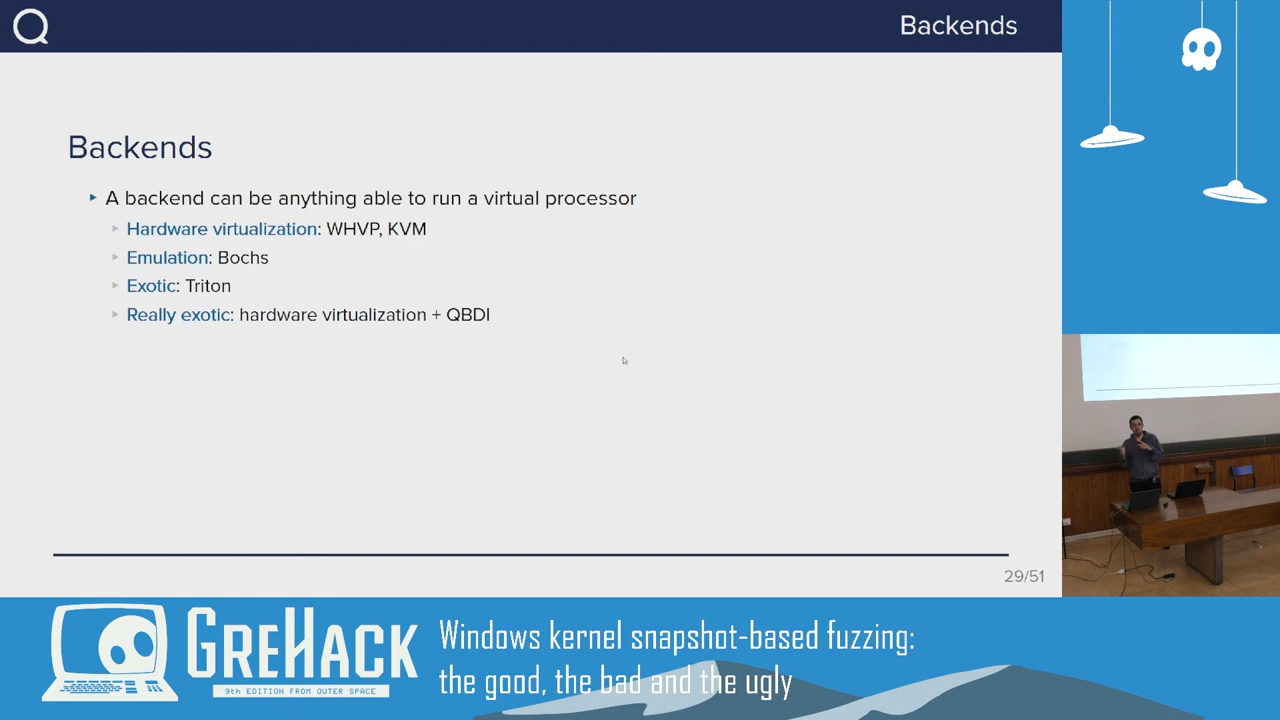 Backends
Backends
A backend can be anything able to run a virtual processor
Hardware virtualization: WHVP, KVM
Emulation: Bochs
Exotic: Triton
Really exotic: hardware virtualization + QBDI
29/51
GREHACK
9th EDITION FROM OUTER SPACE
Windows kernel snapshot-based fuzzing:
the good, the bad and the ugly